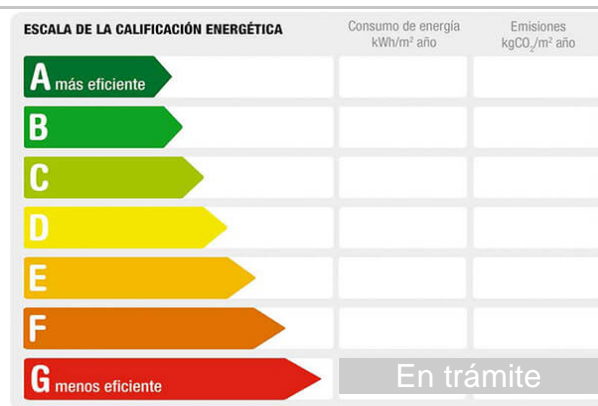 ESCALA DE LA CALIFICACIÓN ENERGÉTICA
Consumo de energía
kWh/m² año
Emisiones
kgCO₂/m² año
A más eficiente
B
C
D
E
F
G menos eficiente
En trámite